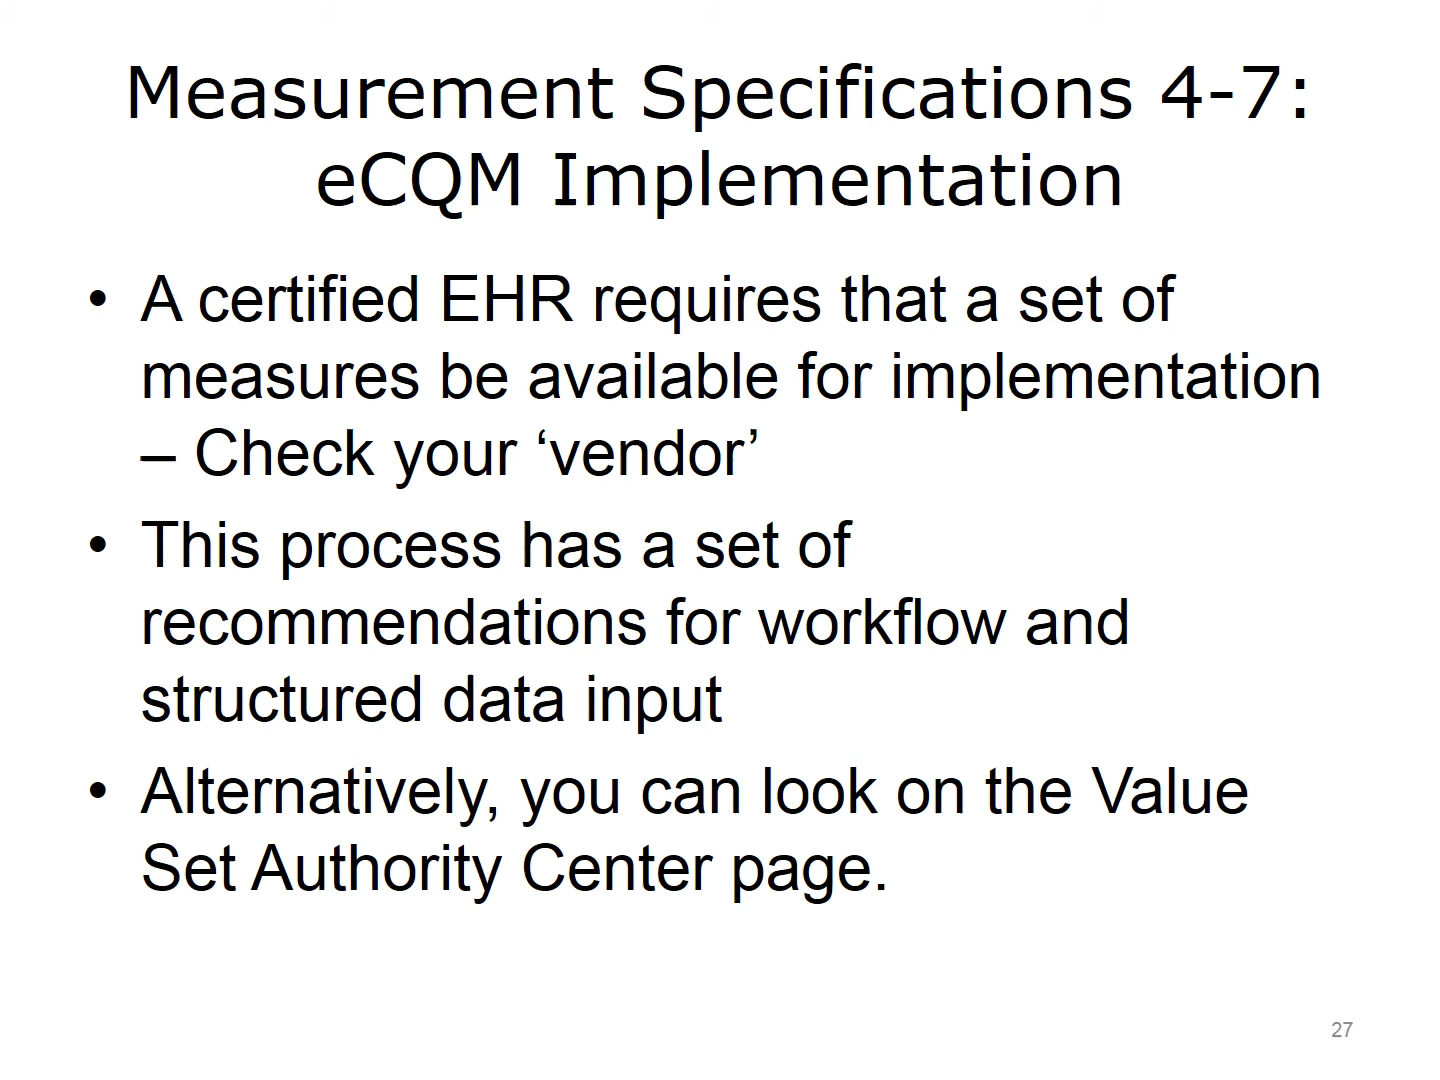 Measurement Specifications 4-7:
eCQM Implementation
• A certified EHR requires that a set of
measures be available for implementation
– Check your ‘vendor’
• This process has a set of
recommendations for workflow and
structured data input
• Alternatively, you can look on the Value
Set Authority Center page.
27